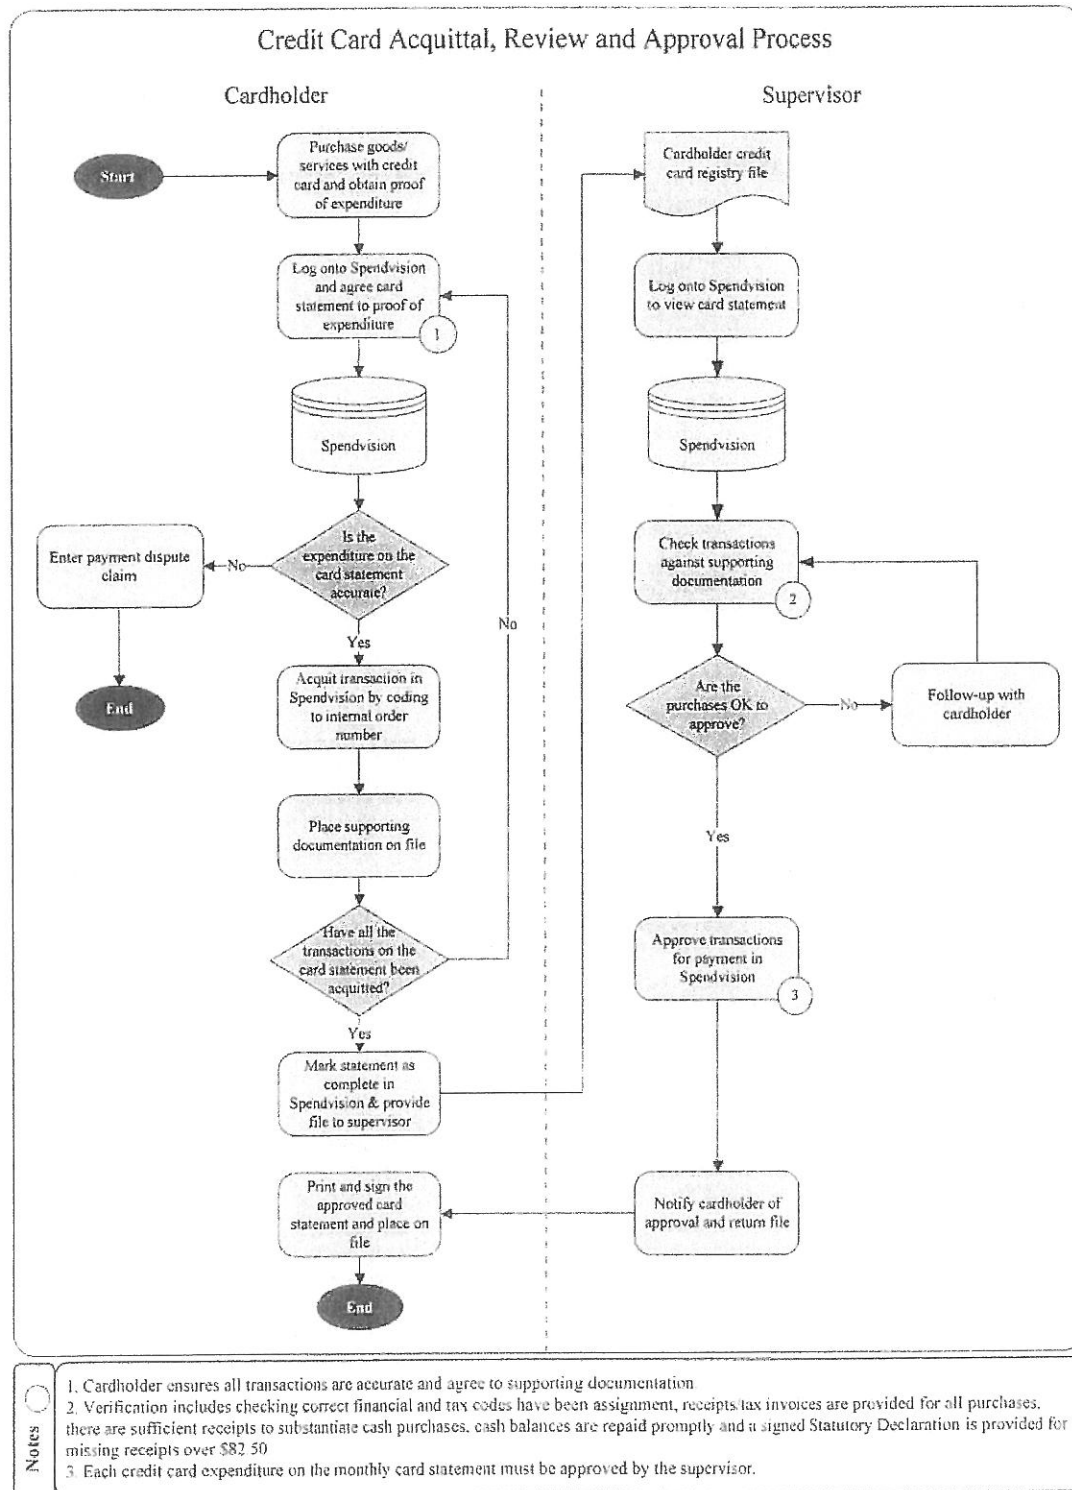 Credit Card Acquittal, Review and Approval Process
Cardholder
Supervisor
Start
Purchase goods/
services with credit
card and obtain proof
of expenditure
Cardholder credit
card registry file
Log onto Spendvision
and agree card
statement to proof of
expenditure
1
Log onto Spendvision
to view card statement
Spendvision
Spendvision
Is the
expenditure on the
card statement
accurate?
No
Enter payment dispute
claim
End
Yes
Check transactions
against supporting
documentation
2
No
Acquit transaction in
Spendvision by coding
to internal order
number
Are the
purchases OK to
approve?
No
Follow-up with
cardholder
Place supporting
documentation on file
Yes
Have all the
transactions on the
card statement been
acquitted?
Approve transactions
for payment in
Spendvision
3
Yes
Mark statement as
complete in
Spendvision & provide
file to supervisor
Print and sign the
approved card
statement and place on
file
Notify cardholder of
approval and return file
End
Notes
1. Cardholder ensures all transactions are accurate and agree to supporting documentation
2. Verification includes checking correct financial and tax codes have been assignment, receipts/tax invoices are provided for all purchases,
there are sufficient receipts to substantiate cash purchases, cash balances are repaid promptly and a signed Statutory Declaration is provided for
missing receipts over $82.50
3. Each credit card expenditure on the monthly card statement must be approved by the supervisor.